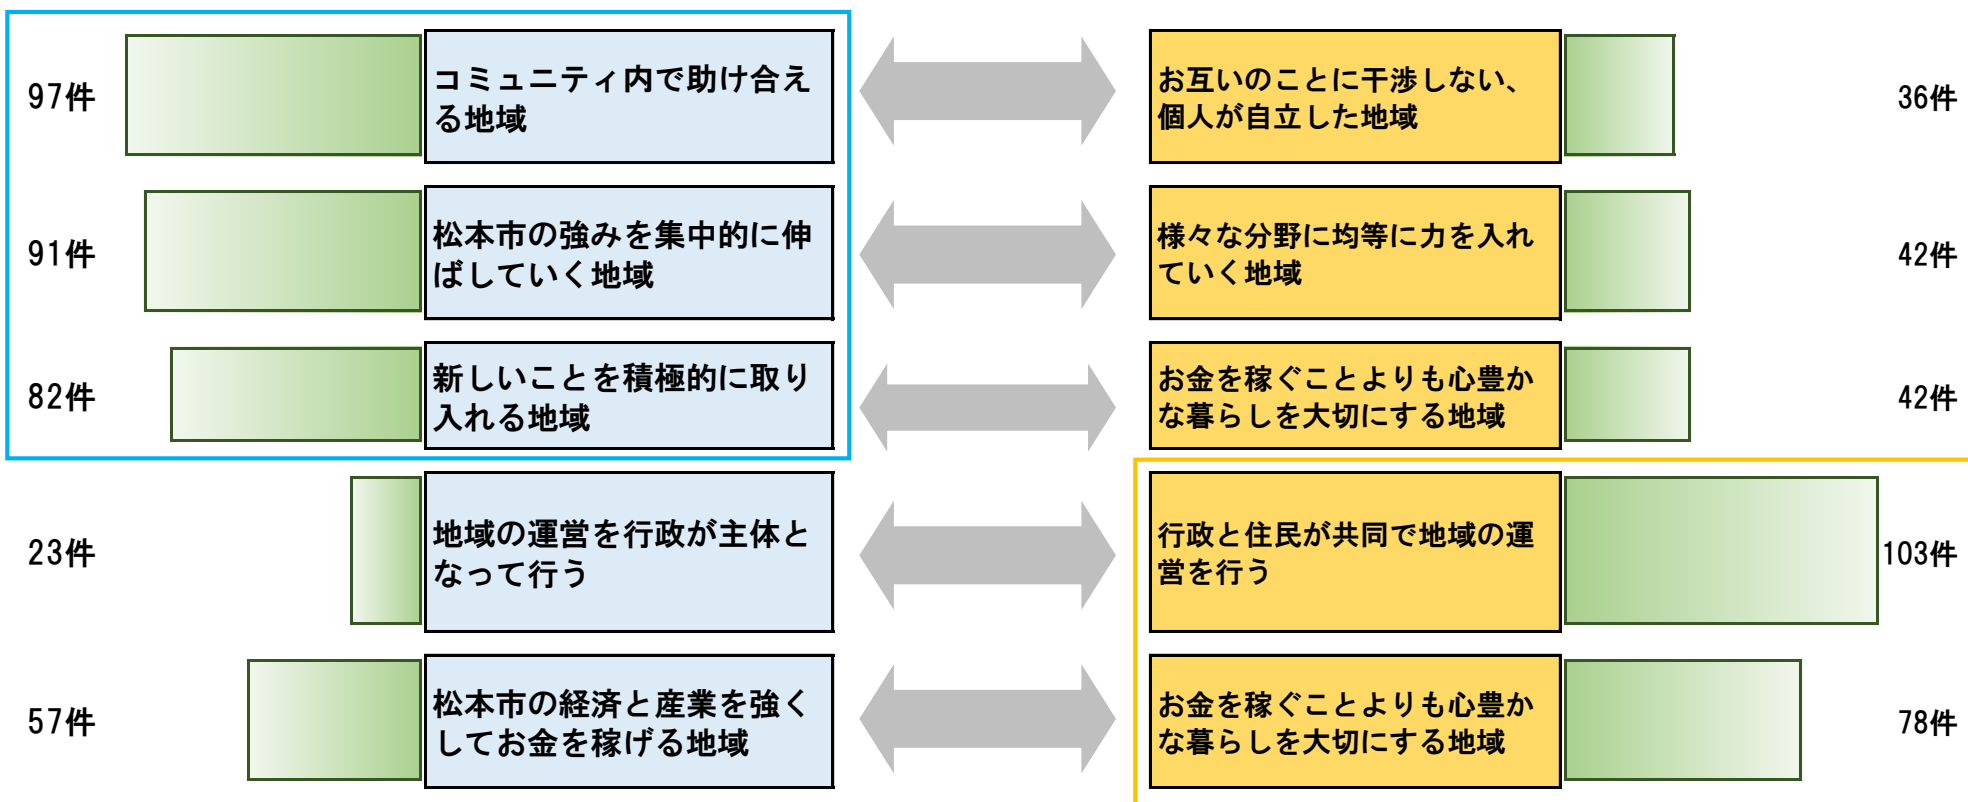 97件
コミュニティ内で助け合え
る地域
お互いのことに干渉しない、
個人が自立した地域
36件
91件
松本市の強みを集中的に伸
ばしていく地域
様々な分野に均等に力を入れ
ていく地域
42件
82件
新しいことを積極的に取り
入れる地域
お金を稼ぐことよりも心豊か
な暮らしを大切にする地域
42件
23件
地域の運営を行政が主体と
なって行う
行政と住民が共同で地域の運
営を行う
103件
57件
松本市の経済と産業を強く
してお金を稼げる地域
お金を稼ぐことよりも心豊か
な暮らしを大切にする地域
78件